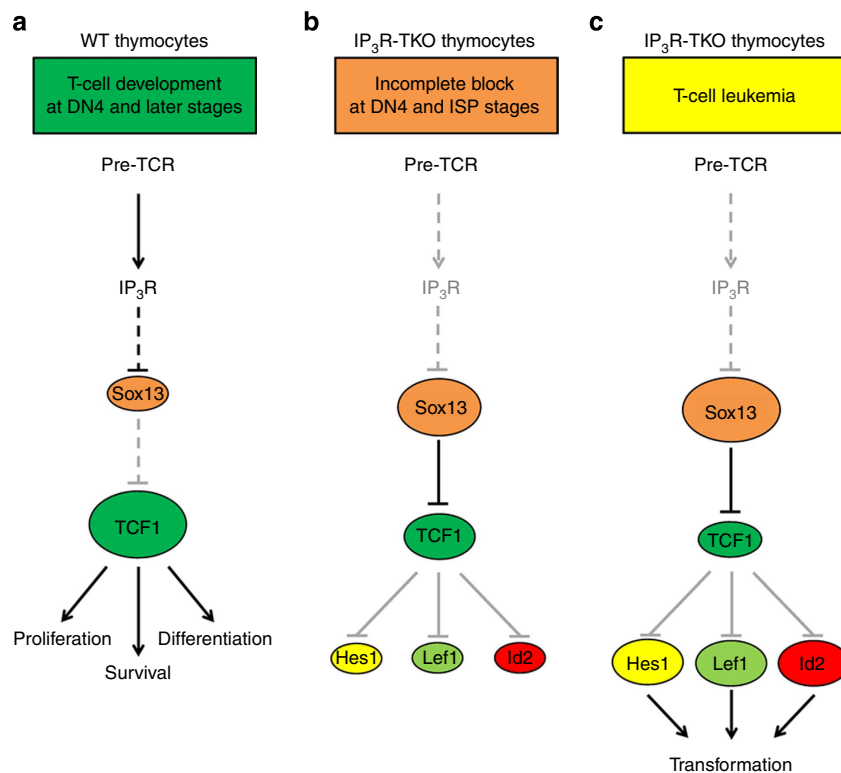 a
WT thymocytes
T-cell development
at DN4 and later stages
Pre-TCR
IP₃R
Sox13
TCF1
Proliferation
Differentiation
Survival
b
IP₃R-TKO thymocytes
Incomplete block
at DN4 and ISP stages
Pre-TCR
IP₃R
Sox13
TCF1
Hes1
Lef1
Id2
c
IP₃R-TKO thymocytes
T-cell leukemia
Pre-TCR
IP₃R
Sox13
TCF1
Hes1
Lef1
Id2
Transformation